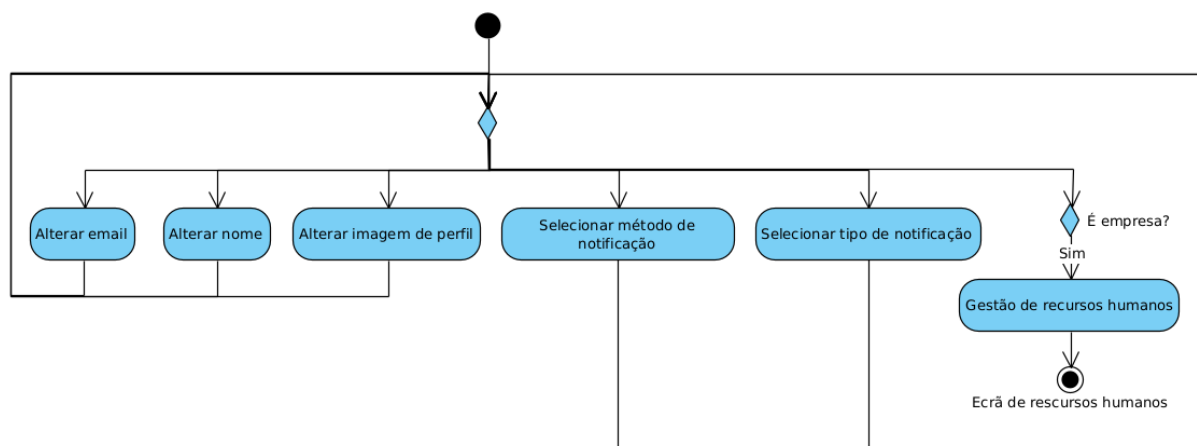 Alterar email
Alterar nome
Alterar imagem de perfil
Selecionar método de
notificação
Selecionar tipo de notificação
É empresa?
Sim
Gestão de recursos humanos
Ecrã de rescursos humanos